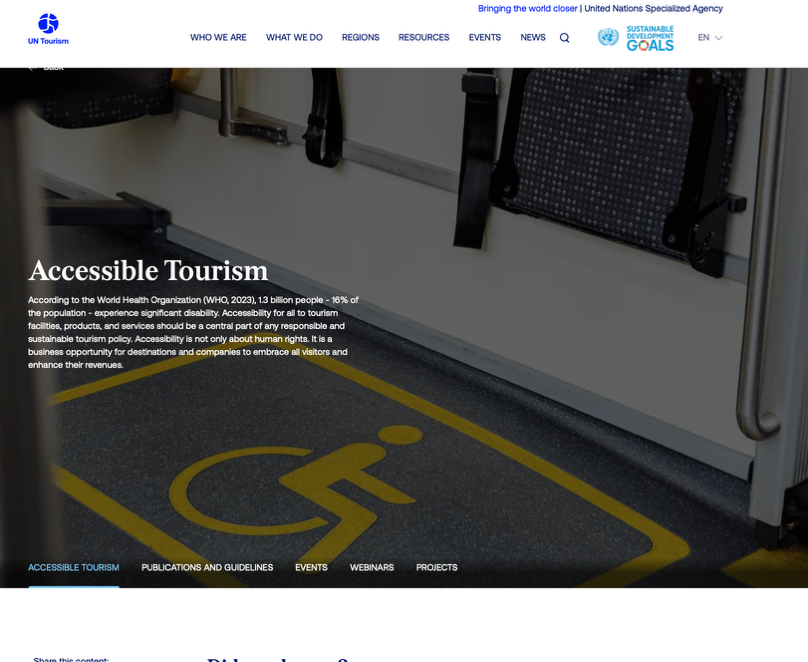 Bringing the world closer | United Nations Specialized Agency
UN Tourism
WHO WE ARE WHAT WE DO REGIONS RESOURCES EVENTS NEWS
SUSTAINABLE
DEVELOPMENT
GOALS
EN
Back
Accessible Tourism
According to the World Health Organization (WHO, 2023), 1.3 billion people - 16% of
the population - experience significant disability. Accessibility for all to tourism
facilities, products, and services should be a central part of any responsible and
sustainable tourism policy. Accessibility is not only about human rights. It is a
business opportunity for destinations and companies to embrace all visitors and
enhance their revenues.
ACCESSIBLE TOURISM PUBLICATIONS AND GUIDELINES EVENTS WEBINARS PROJECTS
Share this content: